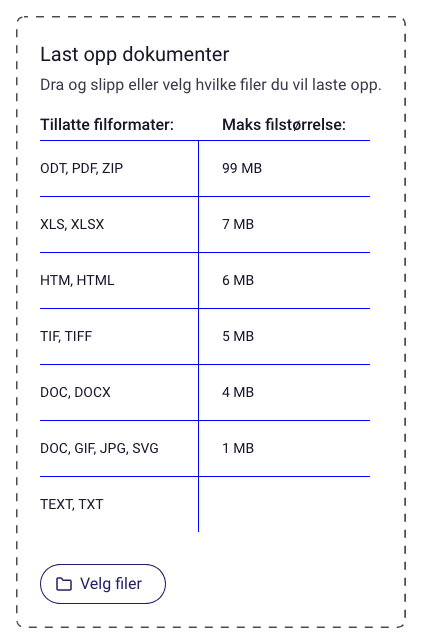 Last opp dokumenter
Dra og slipp eller velg hvilke filer du vil laste opp.
Tillatte filformater: Maks filstørrelse:
ODT, PDF, ZIP 99 MB
XLS, XLSX 7 MB
HTM, HTML 6 MB
TIF, TIFF 5 MB
DOC, DOCX 4 MB
DOC, GIF, JPG, SVG 1 MB
TEXT, TXT
Velg filer